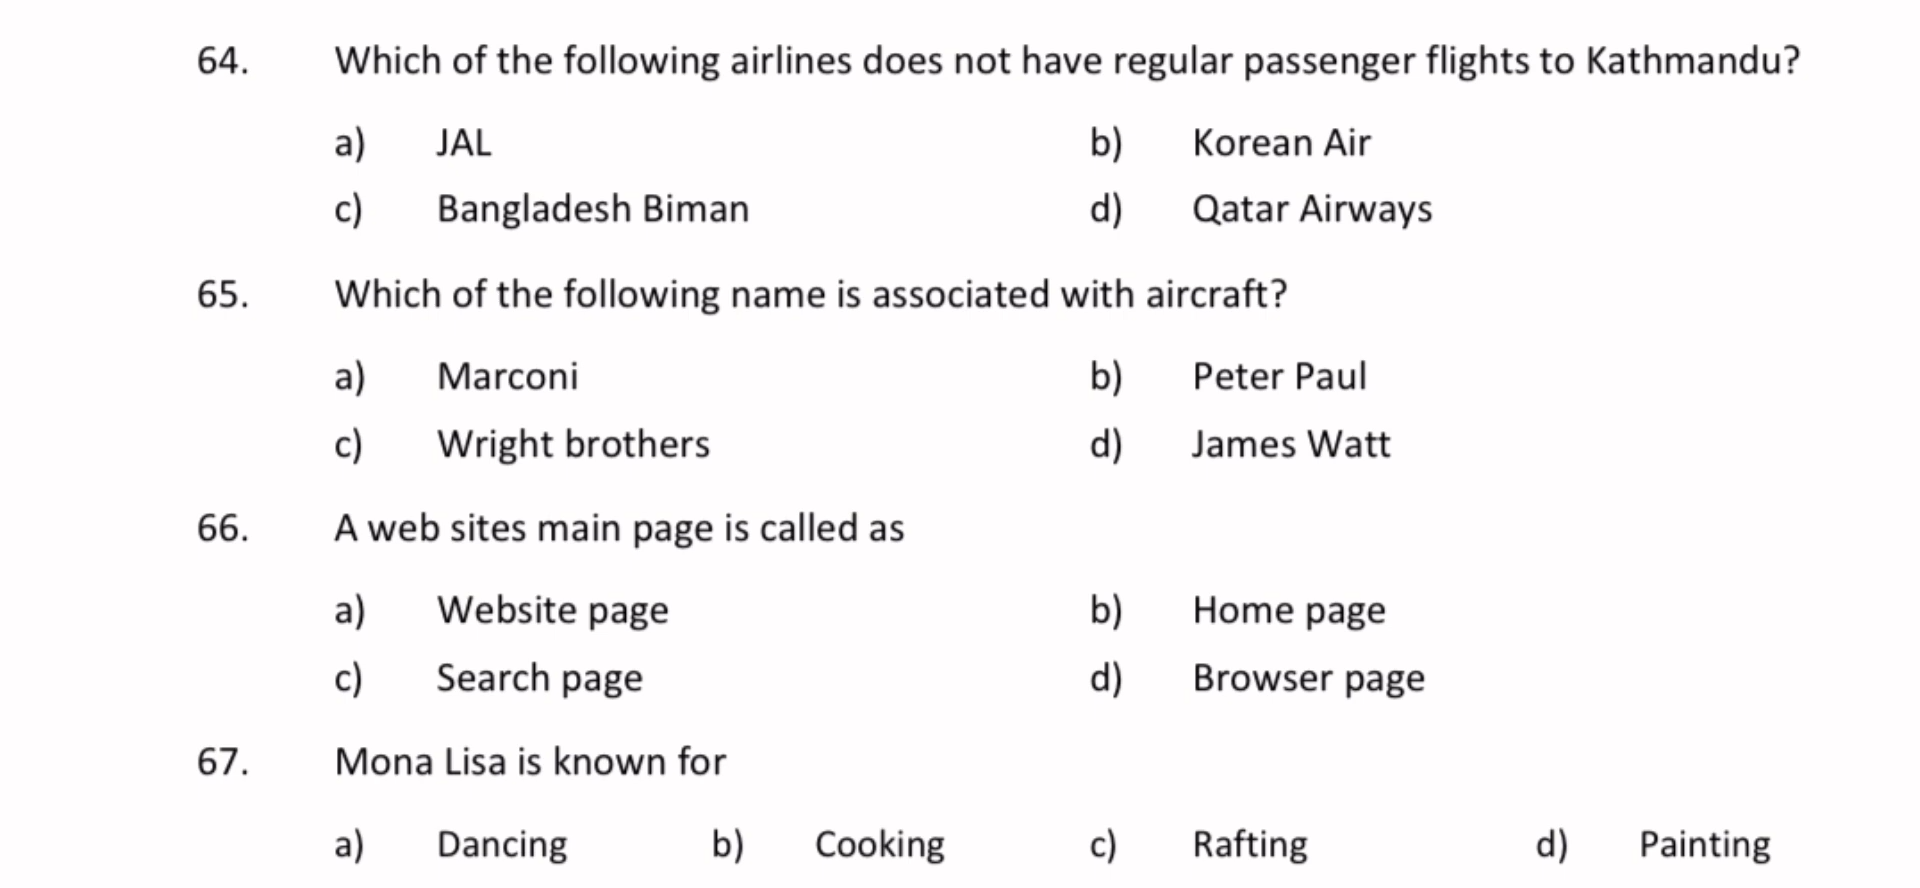 64. Which of the following airlines does not have regular passenger flights to Kathmandu?
a) JAL b) Korean Air
c) Bangladesh Biman d) Qatar Airways
65. Which of the following name is associated with aircraft?
a) Marconi b) Peter Paul
c) Wright brothers d) James Watt
66. A web sites main page is called as
a) Website page b) Home page
c) Search page d) Browser page
67. Mona Lisa is known for
a) Dancing b) Cooking c) Rafting d) Painting